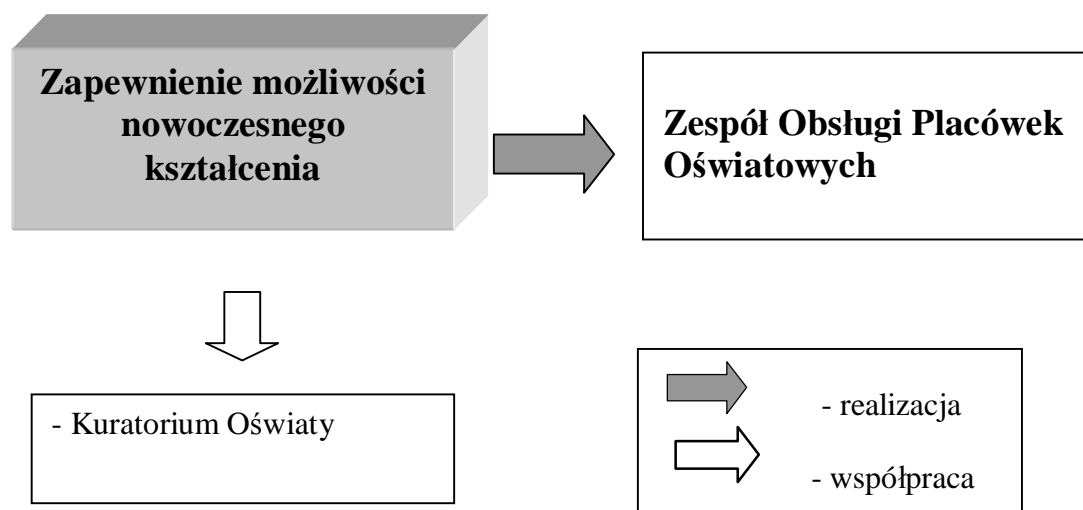 Zapewnienie możliwości
nowoczesnego
kształcenia
Zespół Obsługi Placówek
Oświatowych
- Kuratorium Oświaty
- realizacja
- współpraca